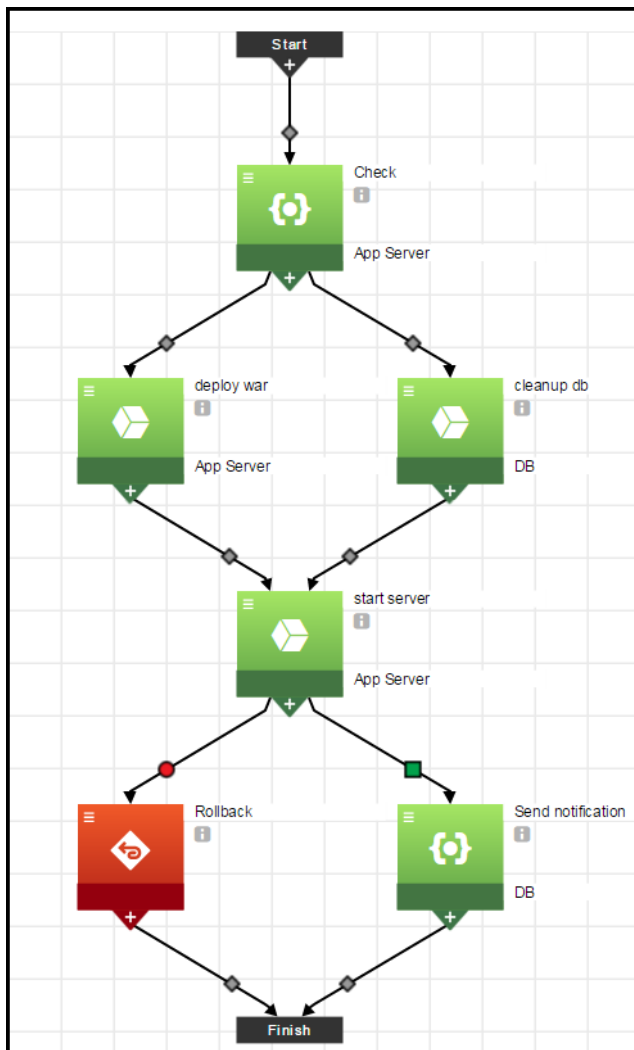 Start
Check
App Server
deploy war
App Server
cleanup db
DB
start server
App Server
Rollback
Send notification
DB
Finish